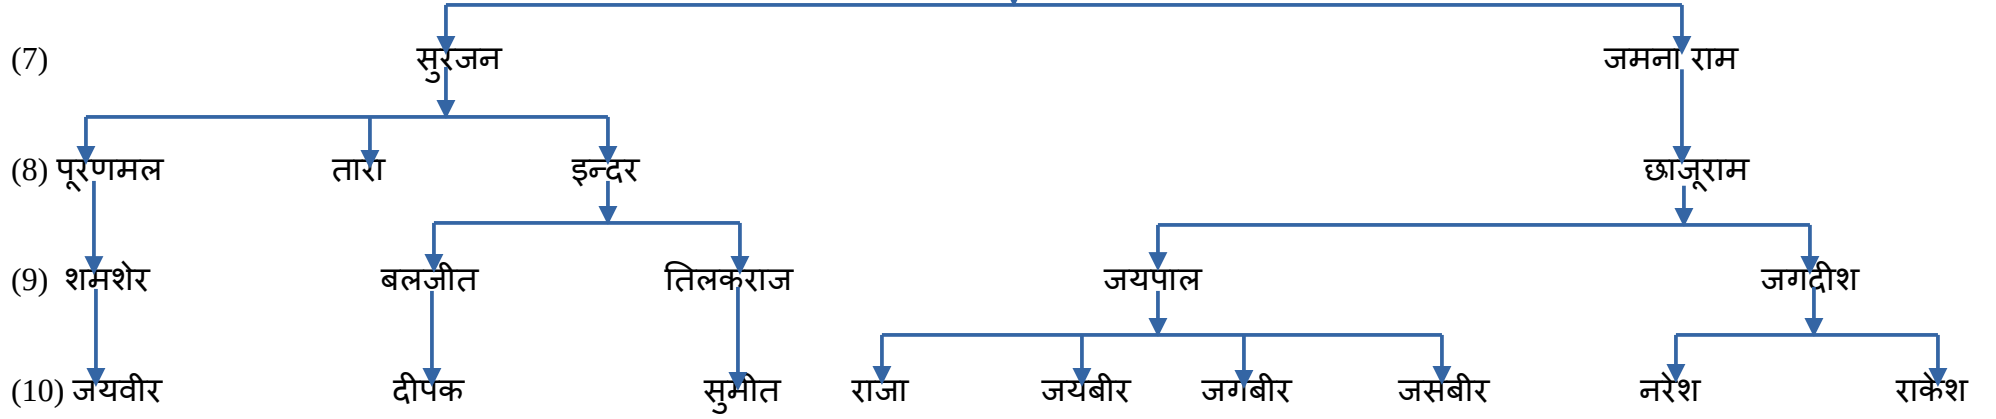 (7) सुरजन जमना राम
(8) पूरणमल तारा इन्दर छाजूराम
(9) शमशेर बलजीत तिलकराज जयपाल जगदीश
(10) जयवीर दीपक सुमीत राजा जयबीर जगबीर जसबीर नरेश राकेश